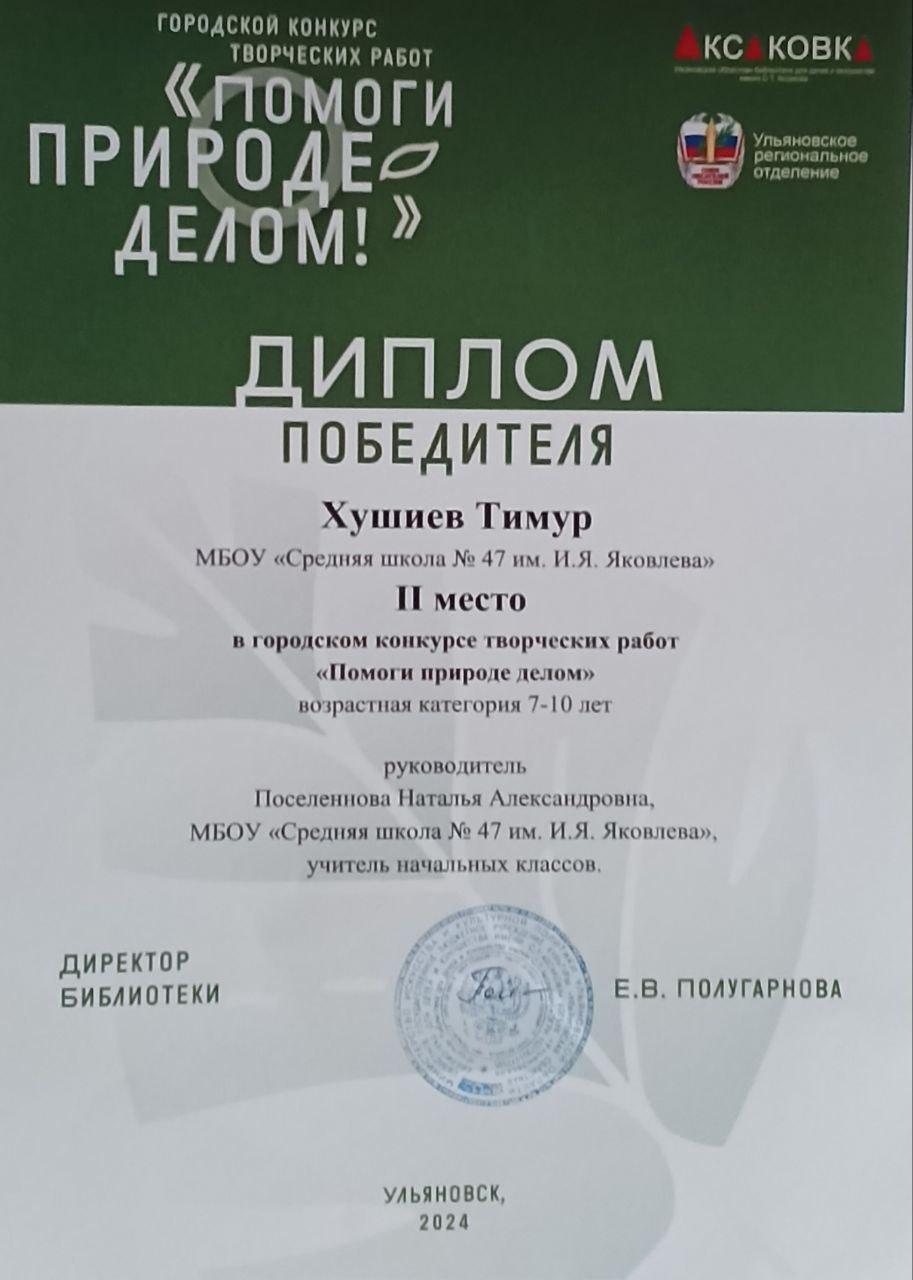 ГОРОДСКОЙ КОНКУРС
ТВОРЧЕСКИХ РАБОТ
«ПОМОГИ
ПРИРОДЕ
ДЕЛОМ!»
АКСАКОВКА
Ульяновское
региональное
отделение
ДИПЛОМ
ПОБЕДИТЕЛЯ
Хушиев Тимур
МБОУ «Средняя школа № 47 им. И.Я. Яковлева»
II место
в городском конкурсе творческих работ
«Помоги природе делом»
возрастная категория 7-10 лет
руководитель
Поселеннова Наталья Александровна,
МБОУ «Средняя школа № 47 им. И.Я. Яковлева»,
учитель начальных классов.
ДИРЕКТОР
БИБЛИОТЕКИ
Е.В. ПОЛУГАРНОВА
УЛЬЯНОВСК,
2024